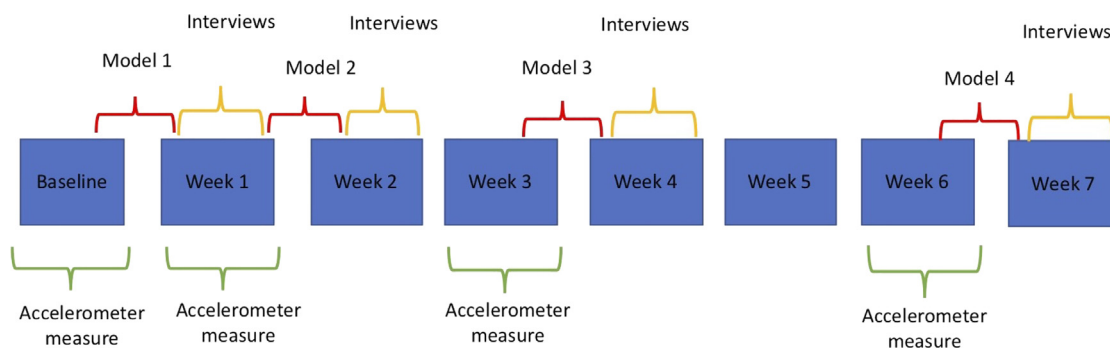 Interviews
Interviews
Interviews
Interviews
Model 1
Model 2
Model 3
Model 4
Baseline
Week 1
Week 2
Week 3
Week 4
Week 5
Week 6
Week 7
Accelerometer
measure
Accelerometer
measure
Accelerometer
measure
Accelerometer
measure